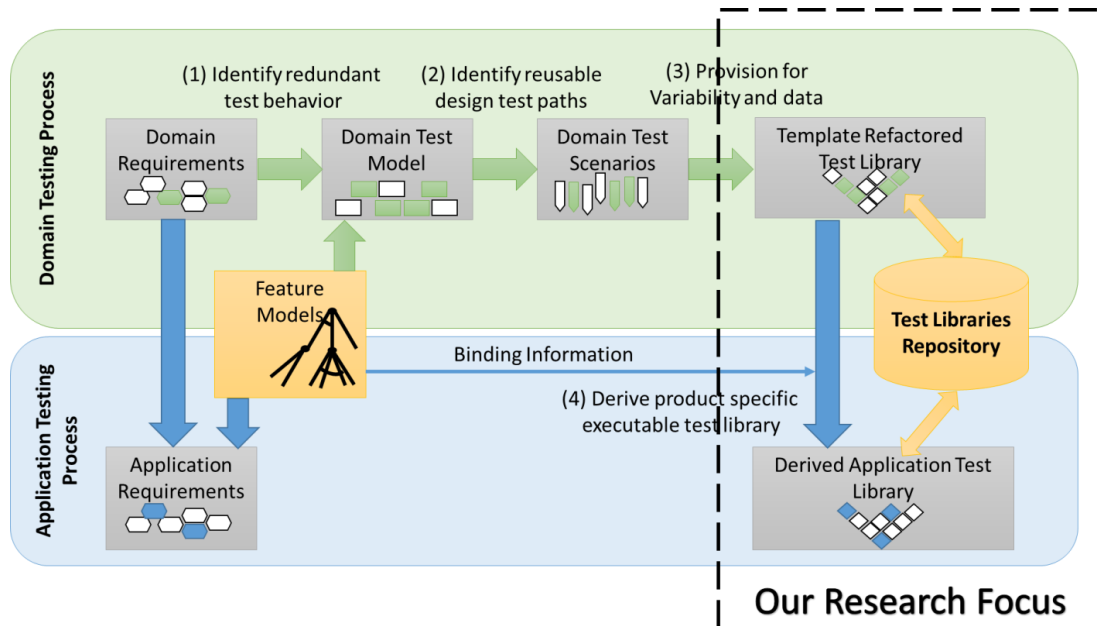 Domain Testing Process
(1) Identify redundant
test behavior
(2) Identify reusable
design test paths
(3) Provision for
Variability and data
Domain
Requirements
Domain Test
Model
Domain Test
Scenarios
Template Refactored
Test Library
Feature
Models
Test Libraries
Repository
Application Testing
Process
Binding Information
(4) Derive product specific
executable test library
Application
Requirements
Derived Application Test
Library
Our Research Focus